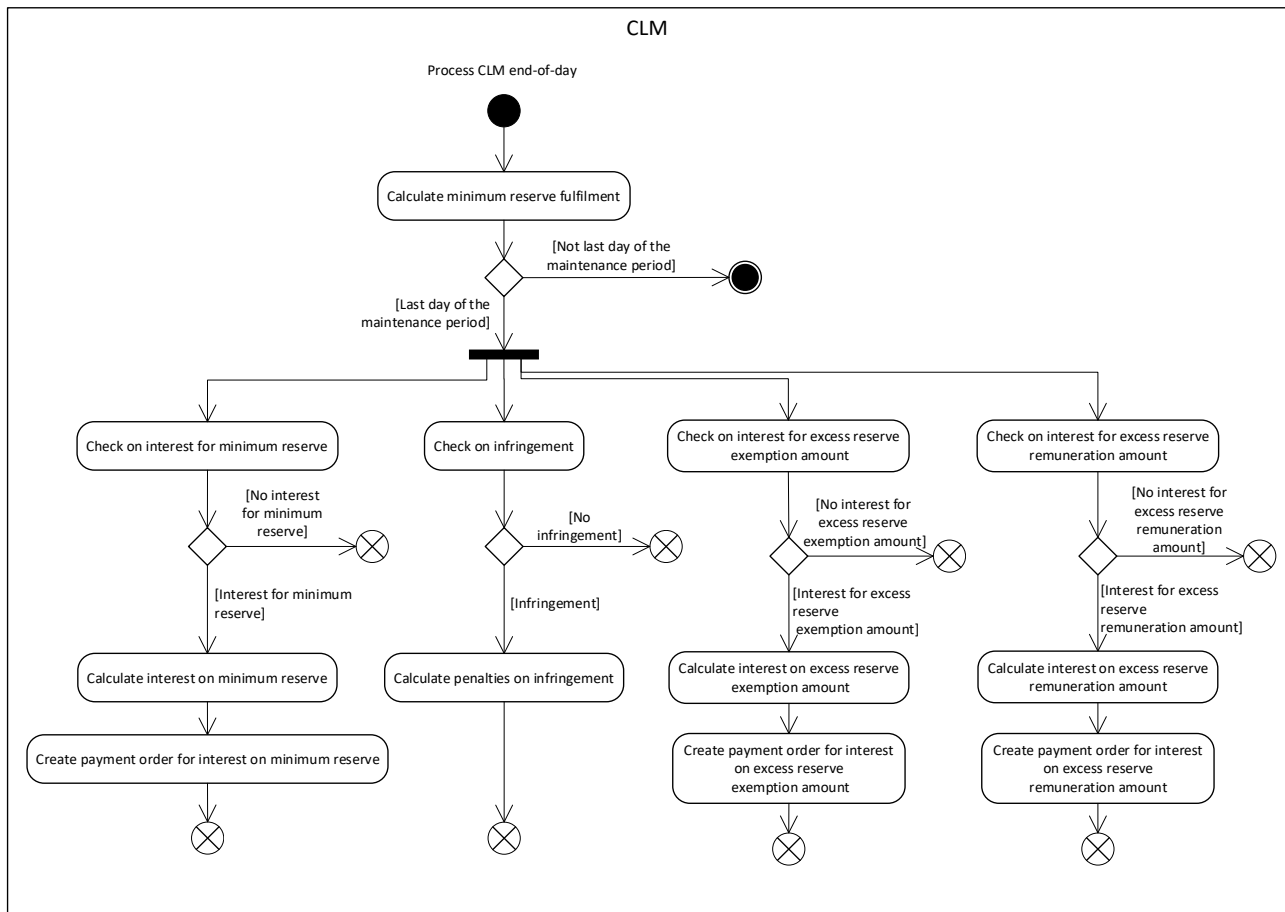 CLM
Process CLM end-of-day
Calculate minimum reserve fulfilment
[Not last day of the
maintenance period]
[Last day of the
maintenance period]
Check on interest for minimum reserve
Check on infringement
Check on interest for excess reserve
exemption amount
Check on interest for excess reserve
remuneration amount
[No interest
for minimum
reserve]
[No
infringement]
[No interest for
excess reserve
exemption amount]
[No interest for
excess reserve
remuneration
amount]
[Interest for minimum
reserve]
[Infringement]
[Interest for excess
reserve
exemption amount]
[Interest for excess
reserve
remuneration amount]
Calculate interest on minimum reserve
Calculate penalties on infringement
Calculate interest on excess reserve
exemption amount
Calculate interest on excess reserve
remuneration amount
Create payment order for interest on minimum reserve
Create payment order for interest
on excess reserve
exemption amount
Create payment order for interest
on excess reserve
remuneration amount